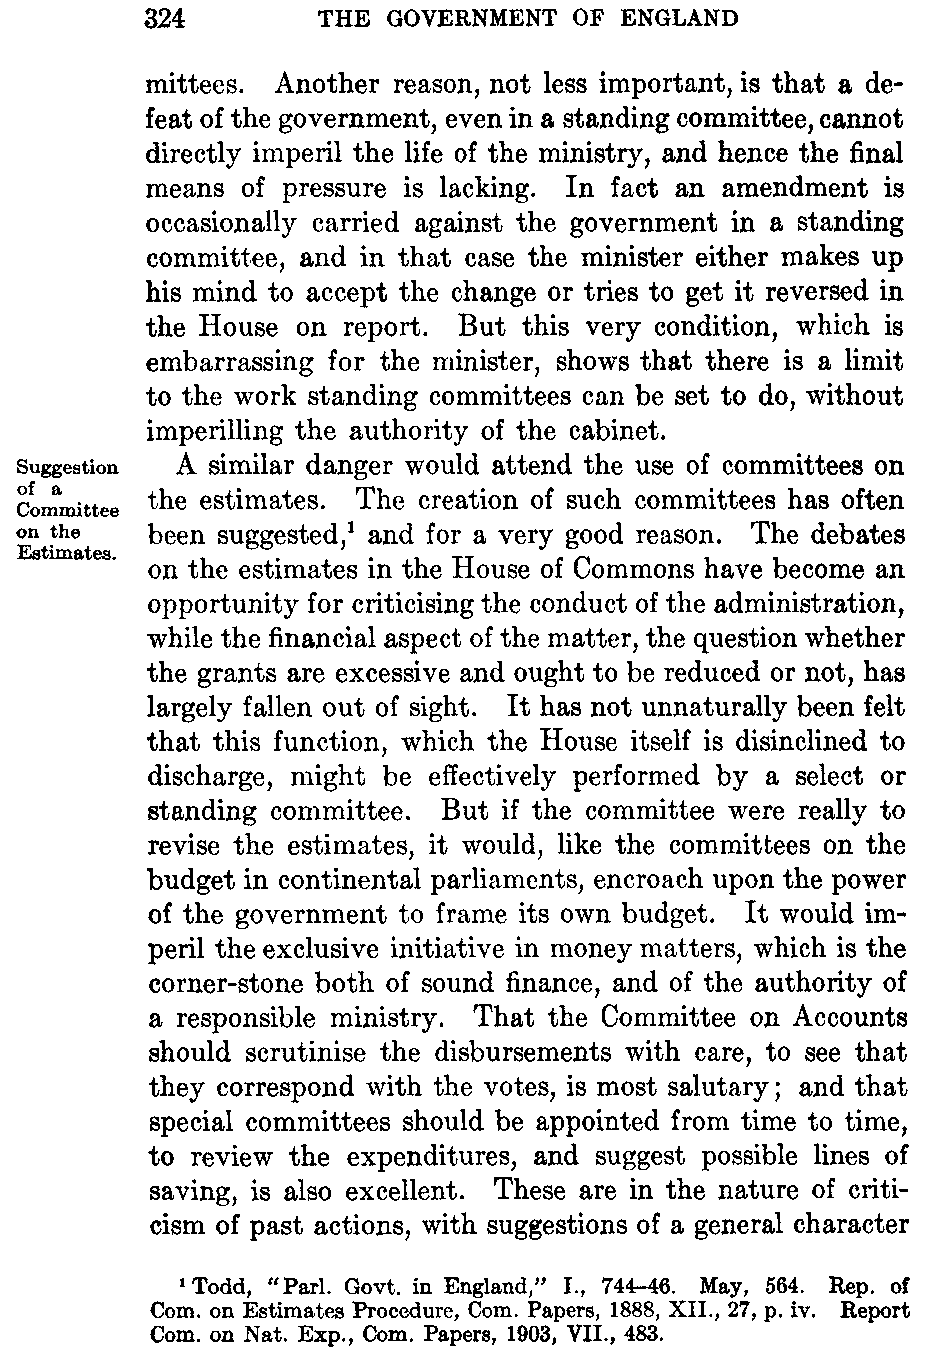 324 THE GOVERNMENT OF ENGLAND
mittees. Another reason, not less important, is that a de-
feat of the government, even in a standing committee, cannot
directly imperil the life of the ministry, and hence the final
means of pressure is lacking. In fact an amendment is
occasionally carried against the government in a standing
committee, and in that case the minister either makes up
his mind to accept the change or tries to get it reversed in
the House on report. But this very condition, which is
embarrassing for the minister, shows that there is a limit
to the work standing committees can be set to do, without
imperilling the authority of the cabinet.
Suggestion
of a
Committee
on the
Estimates.
A similar danger would attend the use of committees on
the estimates. The creation of such committees has often
been suggested,¹ and for a very good reason. The debates
on the estimates in the House of Commons have become an
opportunity for criticising the conduct of the administration,
while the financial aspect of the matter, the question whether
the grants are excessive and ought to be reduced or not, has
largely fallen out of sight. It has not unnaturally been felt
that this function, which the House itself is disinclined to
discharge, might be effectively performed by a select or
standing committee. But if the committee were really to
revise the estimates, it would, like the committees on the
budget in continental parliaments, encroach upon the power
of the government to frame its own budget. It would im-
peril the exclusive initiative in money matters, which is the
corner-stone both of sound finance, and of the authority of
a responsible ministry. That the Committee on Accounts
should scrutinise the disbursements with care, to see that
they correspond with the votes, is most salutary; and that
special committees should be appointed from time to time,
to review the expenditures, and suggest possible lines of
saving, is also excellent. These are in the nature of criti-
cism of past actions, with suggestions of a general character
¹ Todd, "Parl. Govt. in England," I., 744–46. May, 564. Rep. of
Com. on Estimates Procedure, Com. Papers, 1888, XII., 27, p. iv. Report
Com. on Nat. Exp., Com. Papers, 1903, VII., 483.